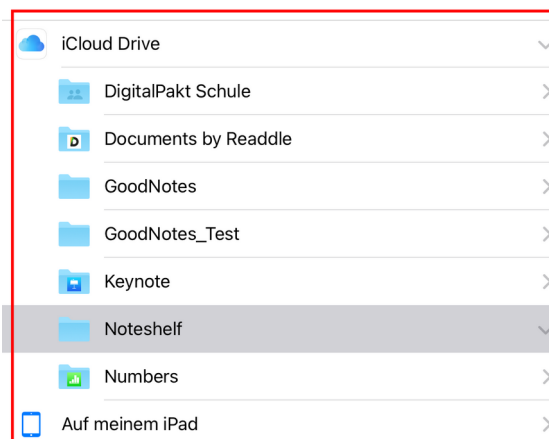 iCloud Drive
DigitalPakt Schule
Documents by Readdle
GoodNotes
GoodNotes_Test
Keynote
Noteshelf
Numbers
Auf meinem iPad